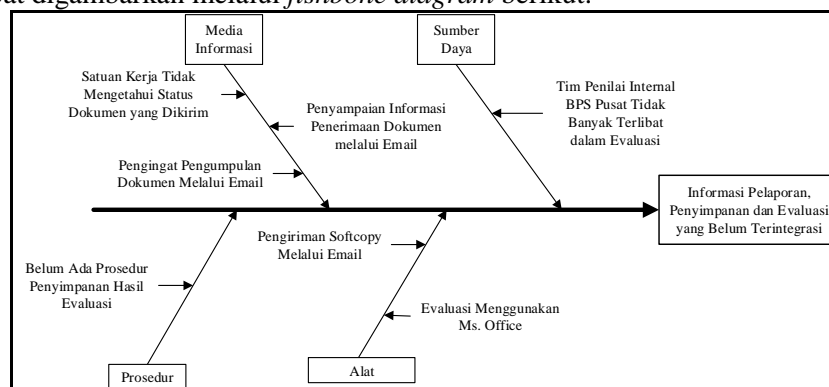 digambarkan melalui fishbone diagram berikut:
Media
Informasi
Sumber
Daya
Satuan Kerja Tidak
Mengetahui Status
Dokumen yang Dikirim
Penyampaian Informasi
Penerimaan Dokumen
melalui Email
Pengingat Pengumpulan
Dokumen Melalui Email
Tim Penilai Internal
BPS Pusat Tidak
Banyak Terlibat
dalam Evaluasi
Informasi Pelaporan,
Penyimpanan dan Evaluasi
yang Belum Terintegrasi
Belum Ada Prosedur
Penyimpanan Hasil
Evaluasi
Pengiriman Softcopy
Melalui Email
Evaluasi Menggunakan
Ms. Office
Prosedur
Alat